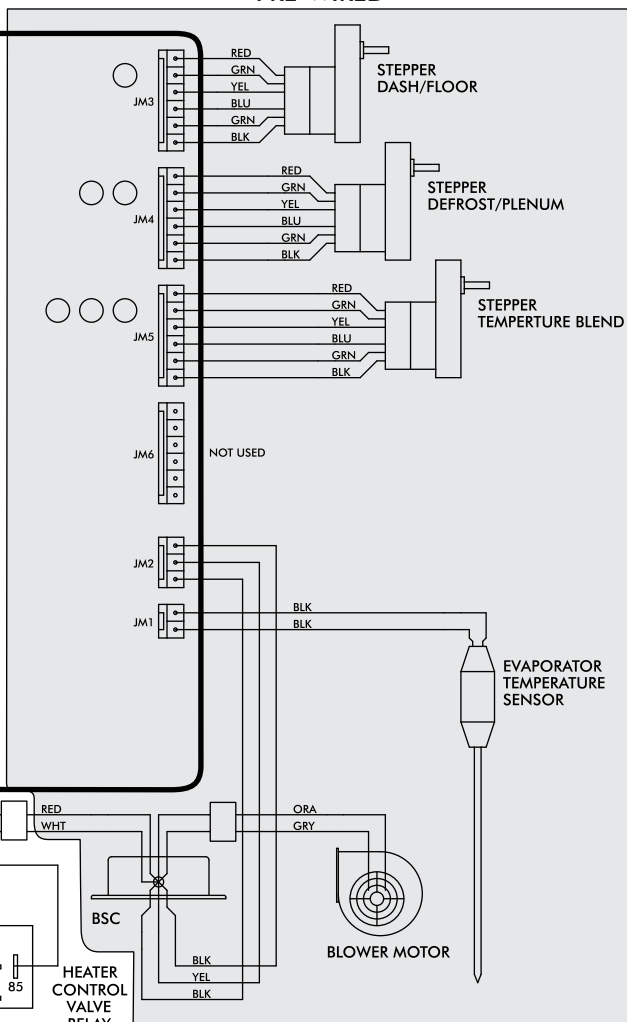 PRE-WIRED
JM3
RED
GRN
YEL
BLU
GRN
BLK
STEPPER
DASH/FLOOR
JM4
RED
GRN
YEL
BLU
GRN
BLK
STEPPER
DEFROST/PLENUM
JM5
RED
GRN
YEL
BLU
GRN
BLK
STEPPER
TEMPERTURE BLEND
JM6
NOT USED
JM2
JM1
BLK
BLK
EVAPORATOR
TEMPERATURE
SENSOR
RED
WHT
ORA
GRY
BSC
BLOWER MOTOR
BLK
YEL
BLK
85
HEATER
CONTROL
VALVE
RELAY